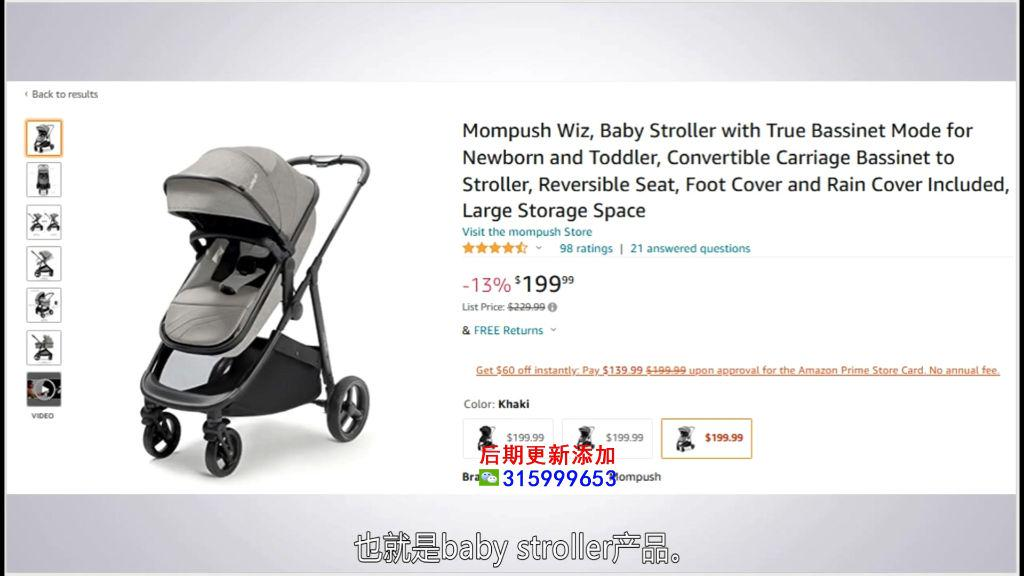 ‹ Back to results
Mompush Wiz, Baby Stroller with True Bassinet Mode for
Newborn and Toddler, Convertible Carriage Bassinet to
Stroller, Reversible Seat, Foot Cover and Rain Cover Included,
Large Storage Space
Visit the mompush Store
98 ratings | 21 answered questions
-13% $199.99
List Price: $229.99
& FREE Returns
Get $60 off instantly: Pay $139.99 $199.99 upon approval for the Amazon Prime Store Card. No annual fee.
Color: Khaki
$199.99 $199.99 $199.99
后期更新添加
Mompush
315999653
VIDEO
也就是baby stroller产品。